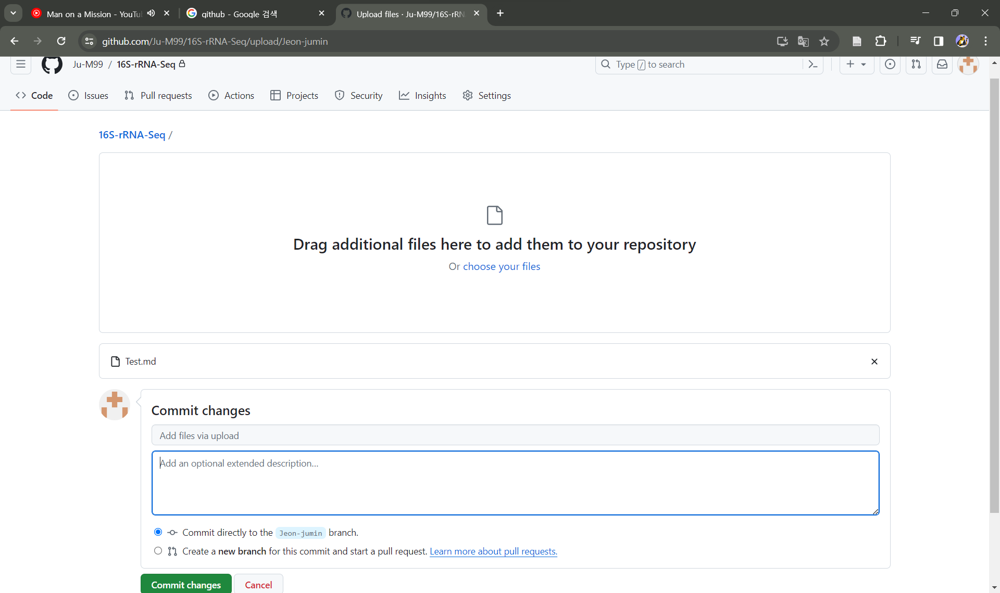 Man on a Mission - YouTu
github - Google 검색
Upload files · Ju-M99/16S-rRN
github.com/Ju-M99/16S-rRNA-Seq/upload/Jeon-jumin
Ju-M99 / 16S-rRNA-Seq
Type / to search
Code Issues Pull requests Actions Projects Security Insights Settings
16S-rRNA-Seq /
Drag additional files here to add them to your repository
Or choose your files
Test.md
Commit changes
Add files via upload
Add an optional extended description...
Commit directly to the Jeon-jumin branch.
Create a new branch for this commit and start a pull request. Learn more about pull requests.
Commit changes Cancel